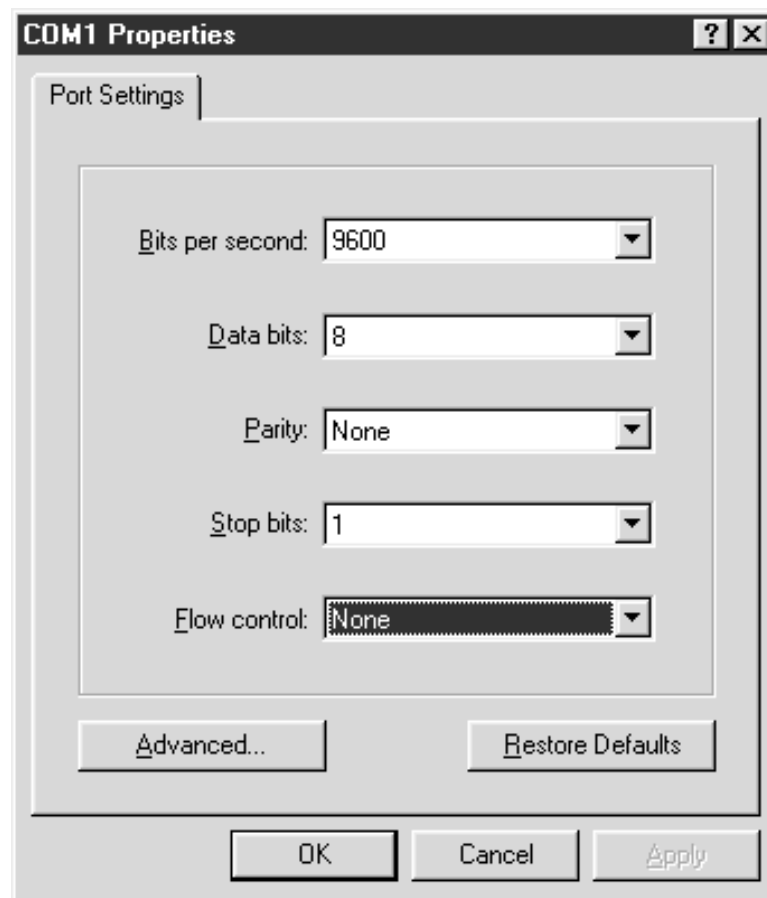 COM1 Properties ? X
Port Settings
Bits per second: 9600
Data bits: 8
Parity: None
Stop bits: 1
Flow control: None
Advanced... Restore Defaults
OK Cancel Apply